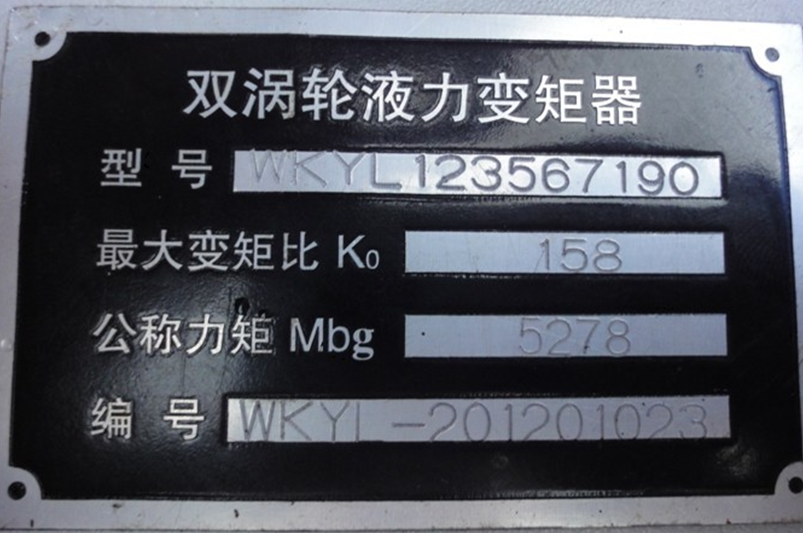 双涡轮液力变矩器
型号 WKYL123567190
最大变矩比 K0 158
公称力矩 Mbg 5278
编号 WKYL-201201023